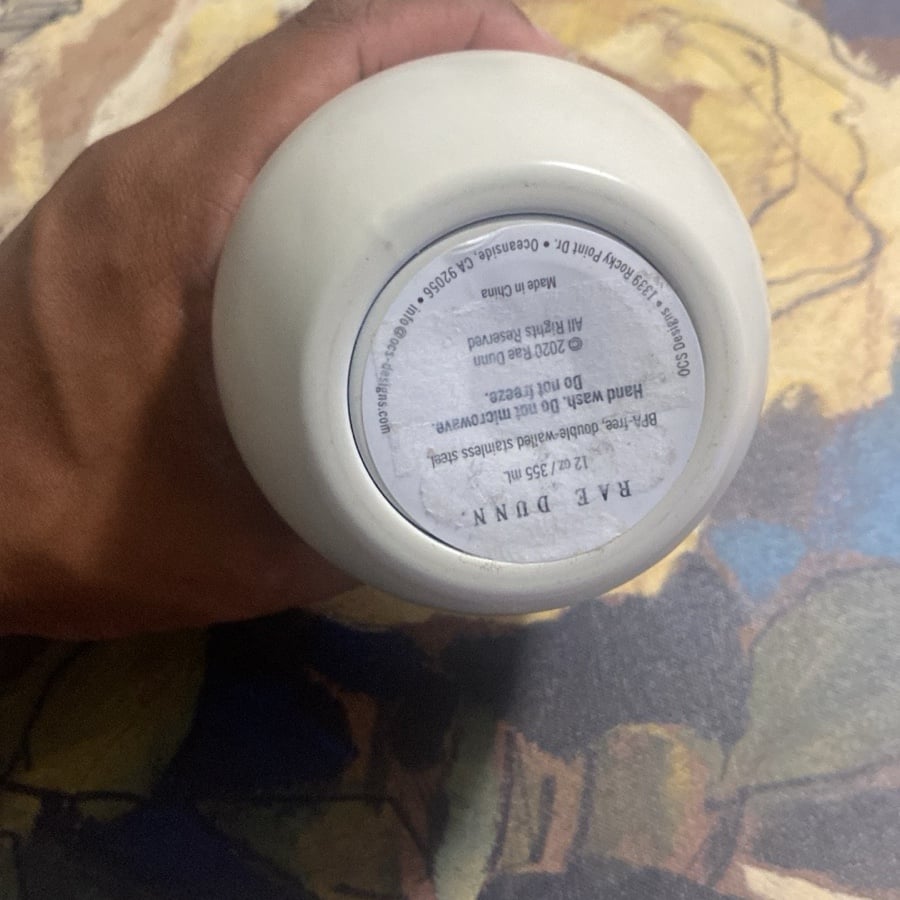 RAE DUNN.
12 oz / 355 mL
BPA-free, double-walled stainless steel
Hand wash. Do not microwave.
Do not freeze.
© 2020 Rae Dunn
All Rights Reserved
Made in China
OCS Designs • 1339 Rocky Point Dr. • Oceanside, CA 92056 • info@ocs-designs.com